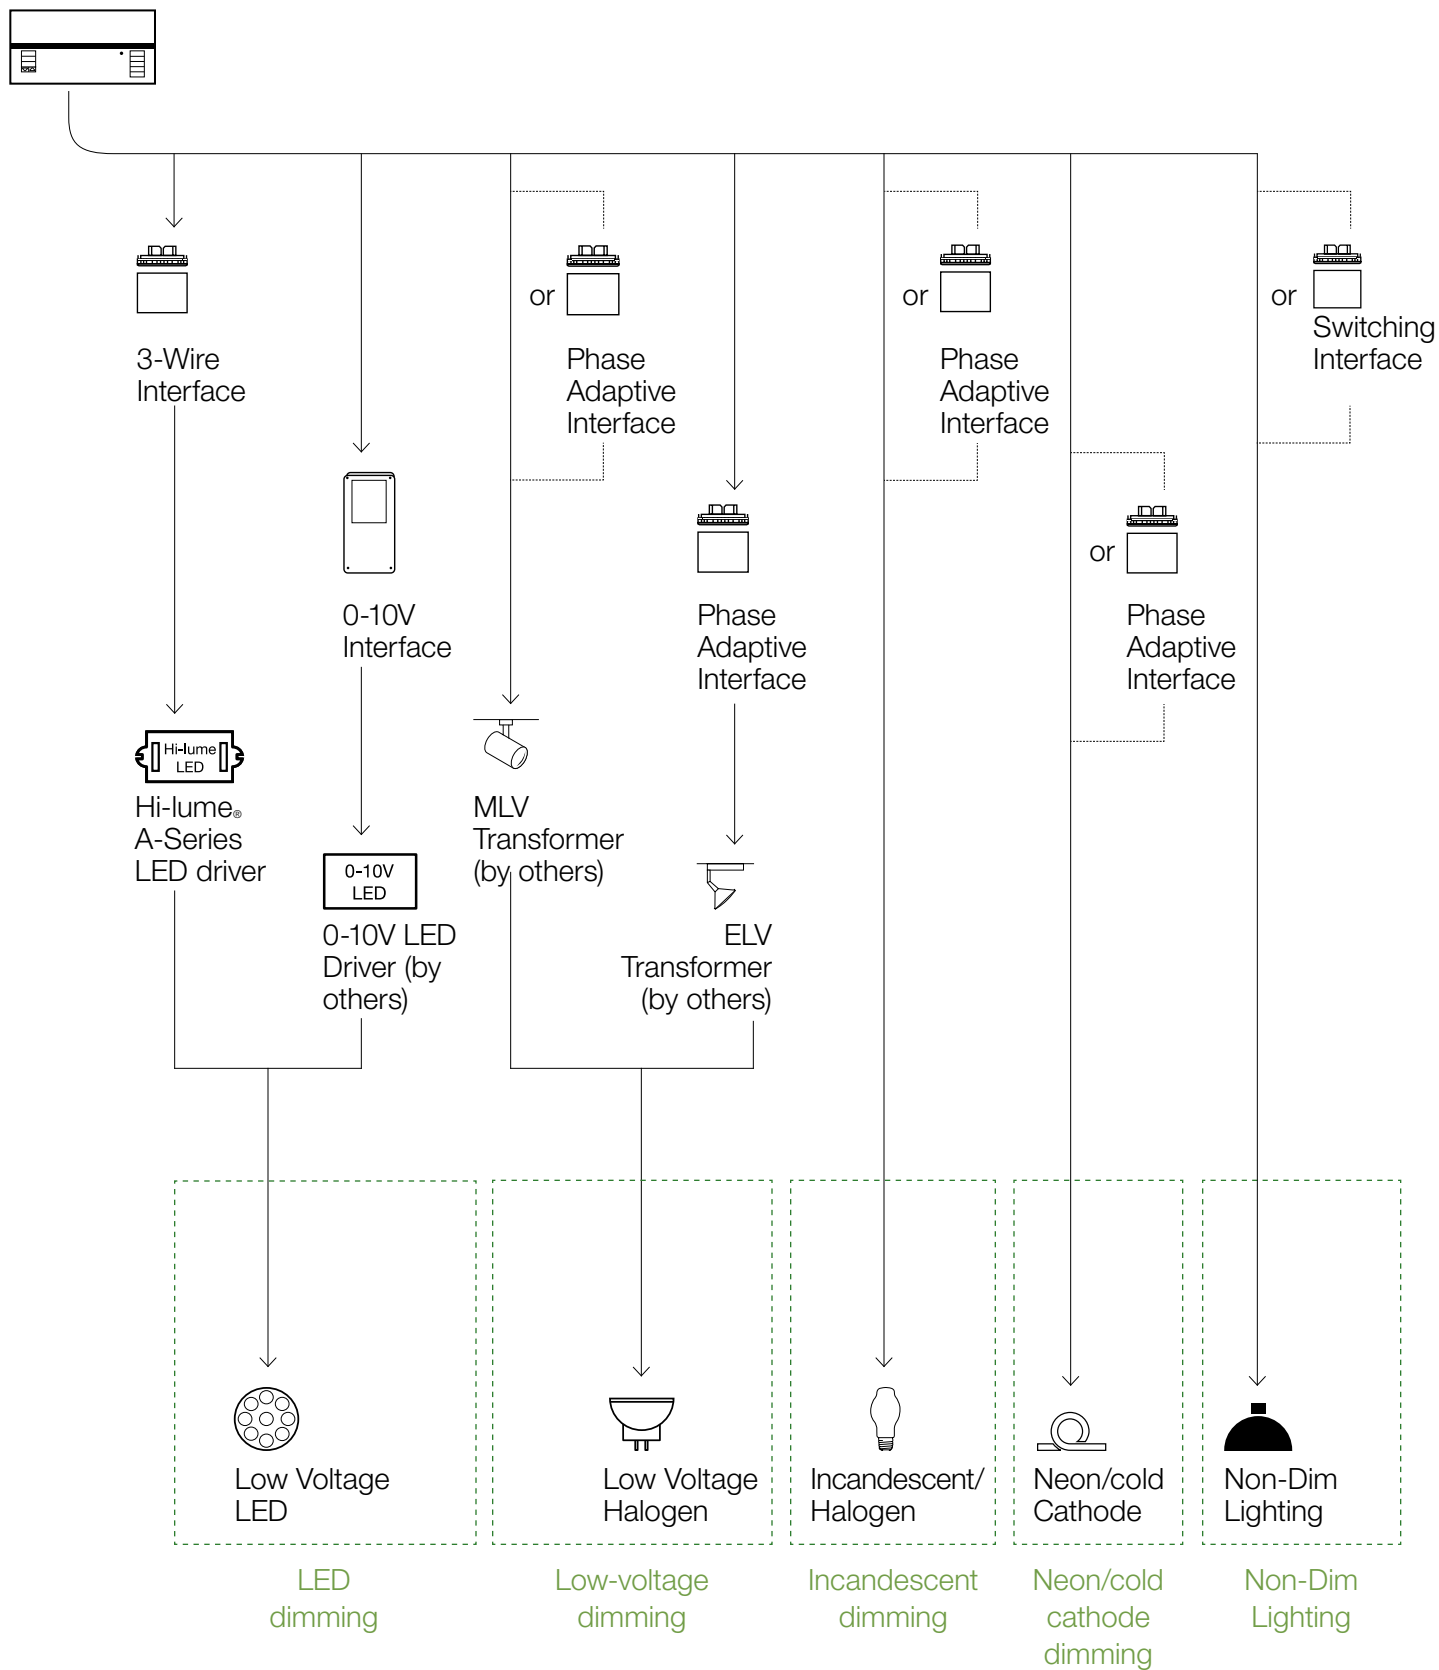 or
or
or
Switching
Interface
3-Wire
Interface
Phase
Adaptive
Interface
Phase
Adaptive
Interface
or
0-10V
Interface
Phase
Adaptive
Interface
Phase
Adaptive
Interface
Hi-lume
LED
Hi-lume®
A-Series
LED driver
MLV
Transformer
(by others)
0-10V
LED
0-10V LED
Driver (by
others)
ELV
Transformer
(by others)
Low Voltage
LED
Low Voltage
Halogen
Incandescent/
Halogen
Neon/cold
Cathode
Non-Dim
Lighting
LED
dimming
Low-voltage
dimming
Incandescent
dimming
Neon/cold
cathode
dimming
Non-Dim
Lighting